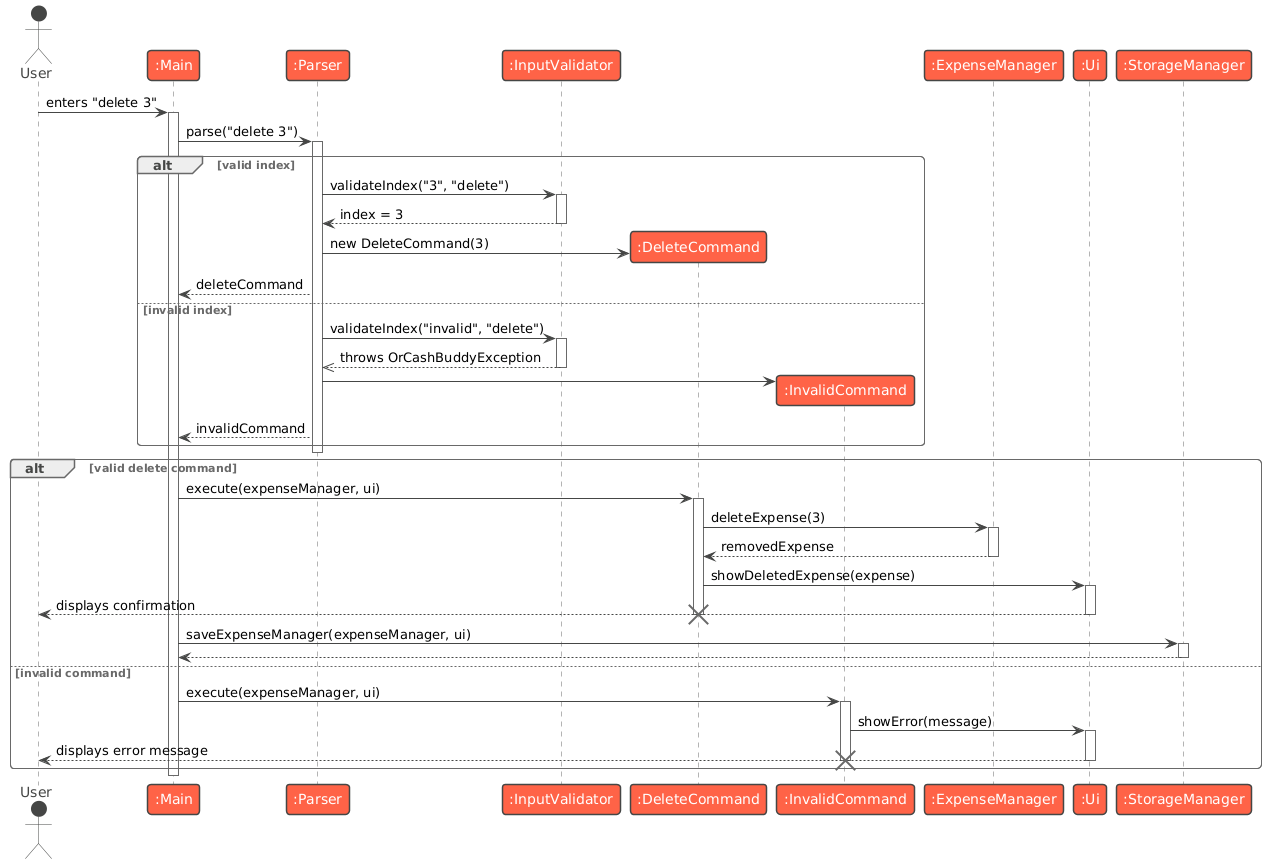 User
:Main
:Parser
:InputValidator
:ExpenseManager
:Ui
:StorageManager
enters "delete 3"
parse("delete 3")
alt
[valid index]
validateIndex("3", "delete")
index = 3
new DeleteCommand(3)
:DeleteCommand
deleteCommand
[invalid index]
validateIndex("invalid", "delete")
throws OrCashBuddyException
:InvalidCommand
invalidCommand
alt
[valid delete command]
execute(expenseManager, ui)
deleteExpense(3)
removedExpense
showDeletedExpense(expense)
displays confirmation
saveExpenseManager(expenseManager, ui)
[invalid command]
execute(expenseManager, ui)
showError(message)
displays error message
User
:Main
:Parser
:InputValidator
:DeleteCommand
:InvalidCommand
:ExpenseManager
:Ui
:StorageManager